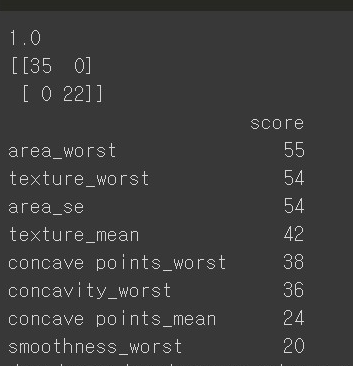 1.0
[[35  0]
 [ 0 22]]
score
area_worst 55
texture_worst 54
area_se 54
texture_mean 42
concave points_worst 38
concavity_worst 36
concave points_mean 24
smoothness_worst 20